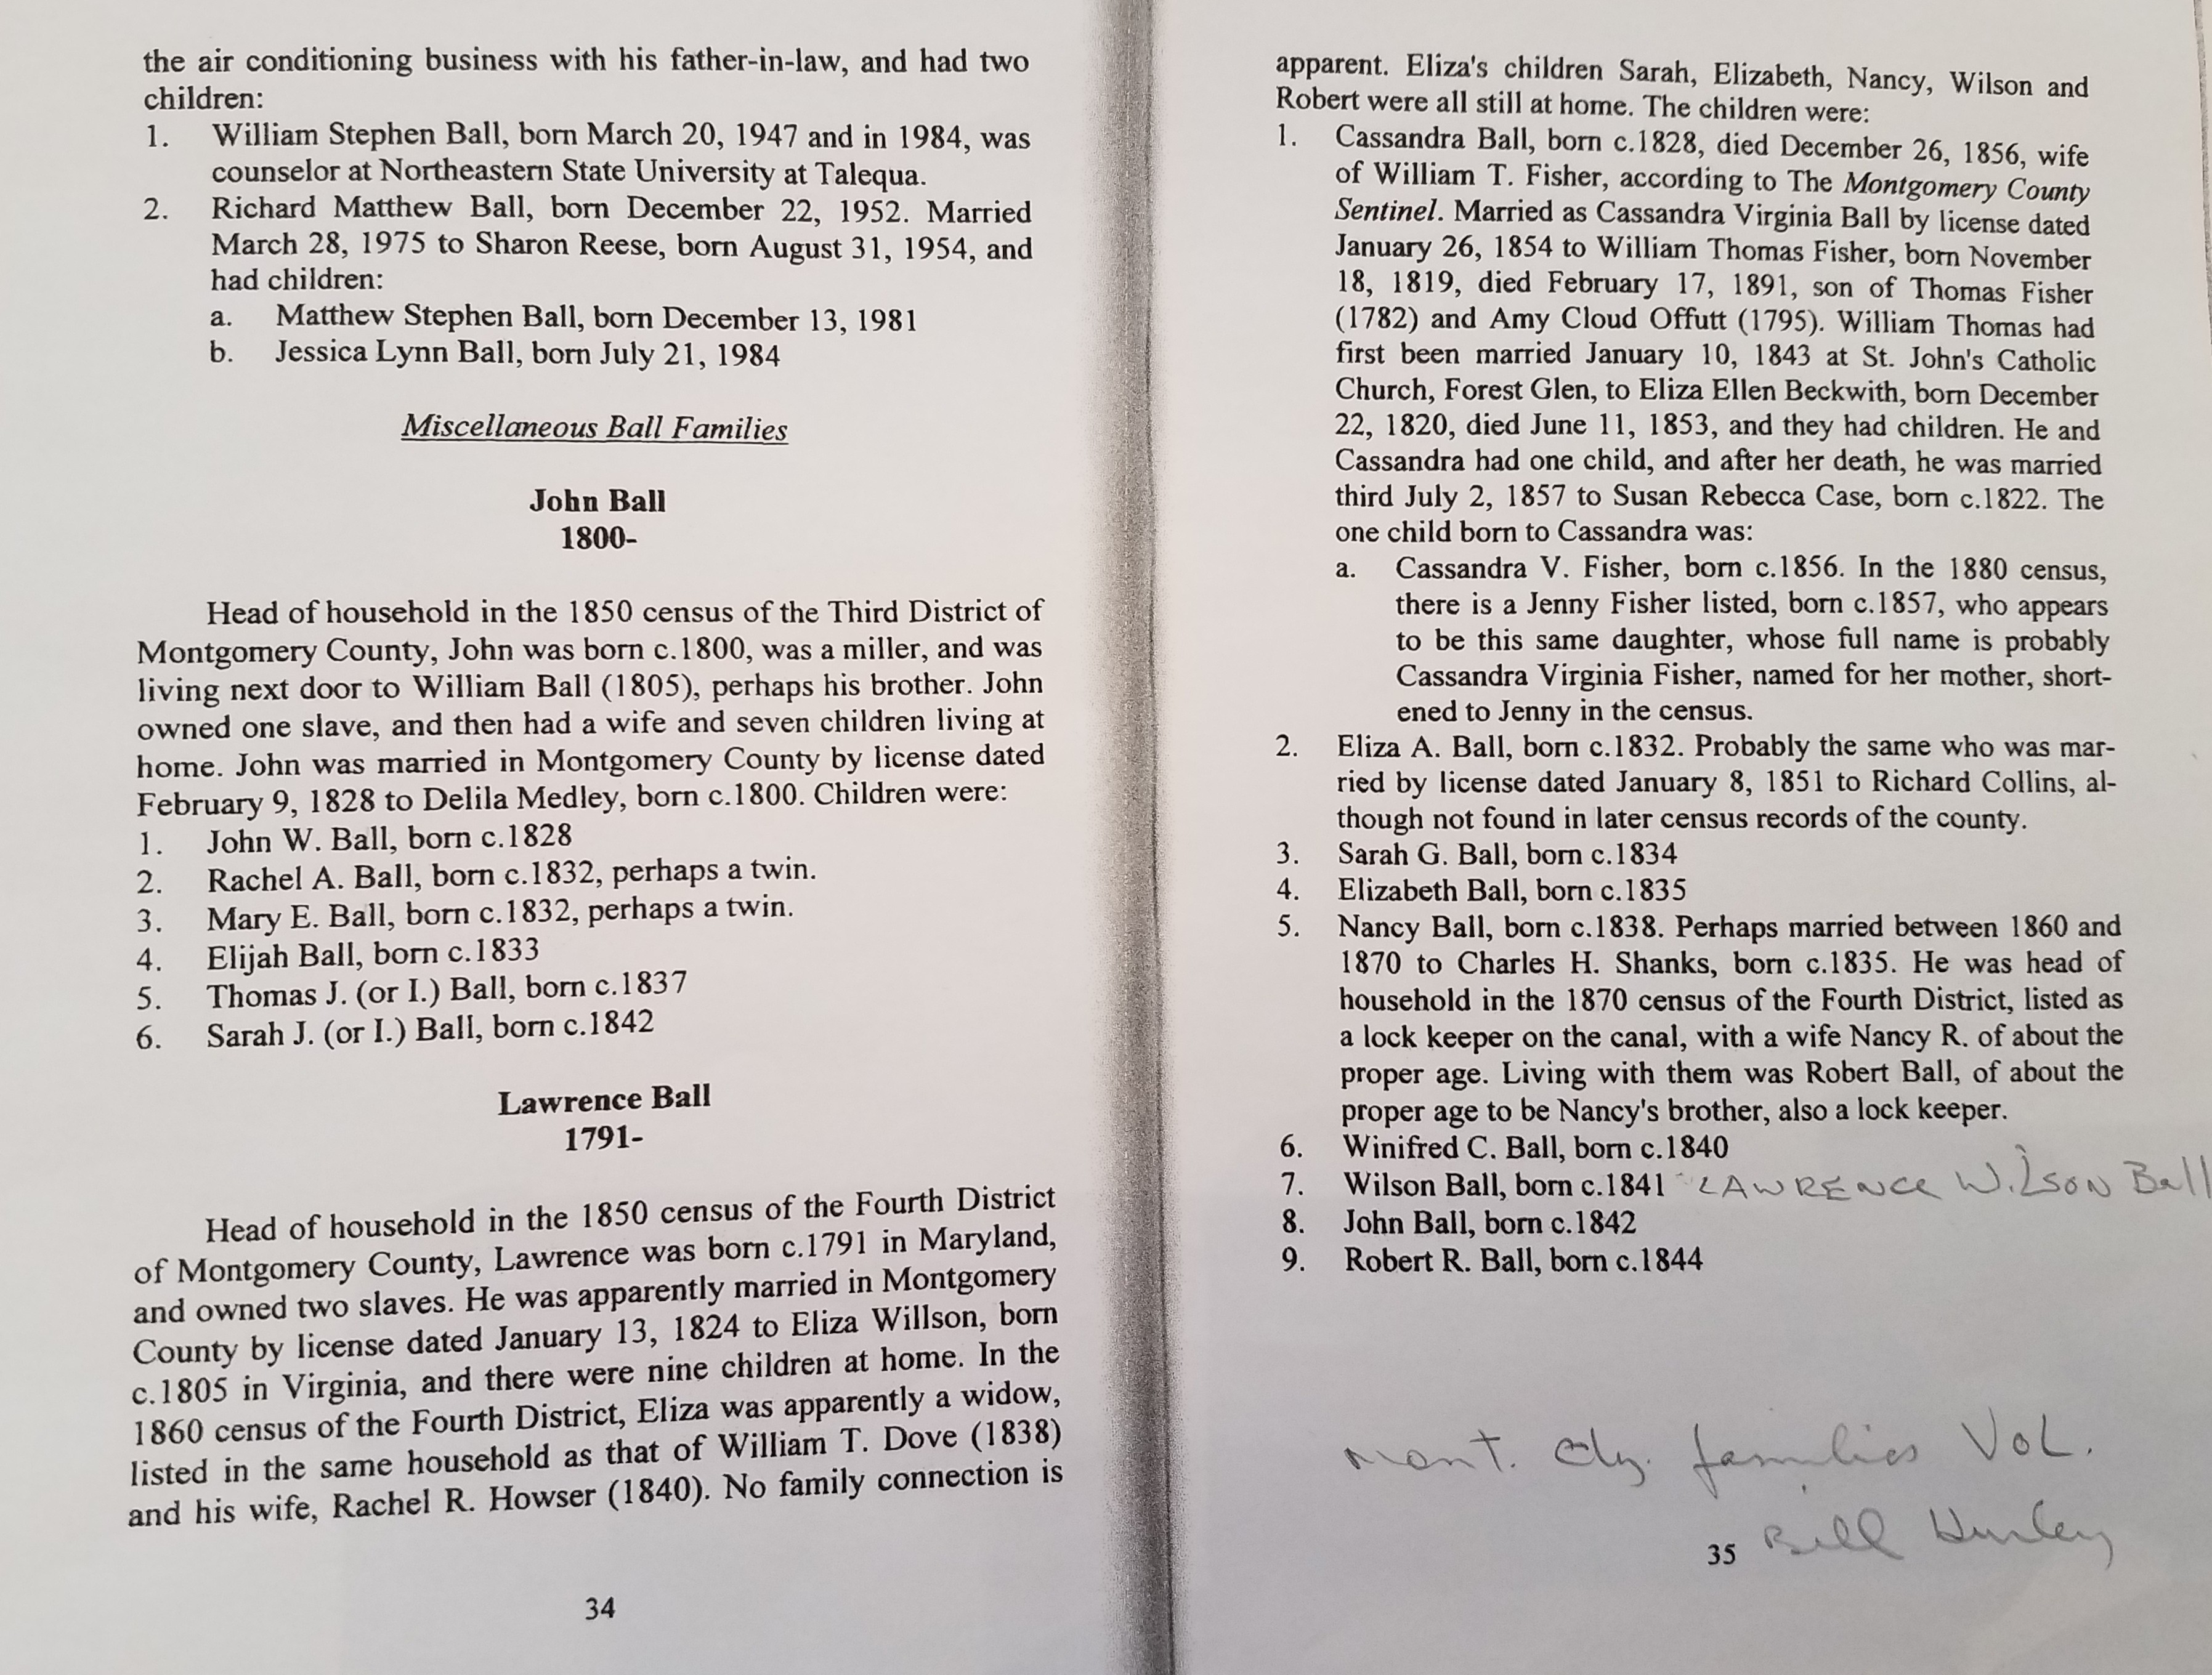 the air conditioning business with his father-in-law, and had two
children:
1. William Stephen Ball, born March 20, 1947 and in 1984, was
counselor at Northeastern State University at Talequa.
2. Richard Matthew Ball, born December 22, 1952. Married
March 28, 1975 to Sharon Reese, born August 31, 1954, and
had children:
a. Matthew Stephen Ball, born December 13, 1981
b. Jessica Lynn Ball, born July 21, 1984
Miscellaneous Ball Families
John Ball
1800-
Head of household in the 1850 census of the Third District of
Montgomery County, John was born c.1800, was a miller, and was
living next door to William Ball (1805), perhaps his brother. John
owned one slave, and then had a wife and seven children living at
home. John was married in Montgomery County by license dated
February 9, 1828 to Delila Medley, born c.1800. Children were:
1. John W. Ball, born c.1828
2. Rachel A. Ball, born c.1832, perhaps a twin.
3. Mary E. Ball, born c.1832, perhaps a twin.
4. Elijah Ball, born c.1833
5. Thomas J. (or I.) Ball, born c.1837
6. Sarah J. (or I.) Ball, born c.1842
Lawrence Ball
1791-
Head of household in the 1850 census of the Fourth District
of Montgomery County, Lawrence was born c.1791 in Maryland,
and owned two slaves. He was apparently married in Montgomery
County by license dated January 13, 1824 to Eliza Willson, born
c.1805 in Virginia, and there were nine children at home. In the
1860 census of the Fourth District, Eliza was apparently a widow,
listed in the same household as that of William T. Dove (1838)
and his wife, Rachel R. Howser (1840). No family connection is
34
apparent. Eliza's children Sarah, Elizabeth, Nancy, Wilson and
Robert were all still at home. The children were:
1. Cassandra Ball, born c.1828, died December 26, 1856, wife
of William T. Fisher, according to The Montgomery County
Sentinel. Married as Cassandra Virginia Ball by license dated
January 26, 1854 to William Thomas Fisher, born November
18, 1819, died February 17, 1891, son of Thomas Fisher
(1782) and Amy Cloud Offutt (1795). William Thomas had
first been married January 10, 1843 at St. John's Catholic
Church, Forest Glen, to Eliza Ellen Beckwith, born December
22, 1820, died June 11, 1853, and they had children. He and
Cassandra had one child, and after her death, he was married
third July 2, 1857 to Susan Rebecca Case, born c.1822. The
one child born to Cassandra was:
a. Cassandra V. Fisher, born c.1856. In the 1880 census,
there is a Jenny Fisher listed, born c.1857, who appears
to be this same daughter, whose full name is probably
Cassandra Virginia Fisher, named for her mother, short-
ened to Jenny in the census.
2. Eliza A. Ball, born c.1832. Probably the same who was mar-
ried by license dated January 8, 1851 to Richard Collins, al-
though not found in later census records of the county.
3. Sarah G. Ball, born c.1834
4. Elizabeth Ball, born c.1835
5. Nancy Ball, born c.1838. Perhaps married between 1860 and
1870 to Charles H. Shanks, born c.1835. He was head of
household in the 1870 census of the Fourth District, listed as
a lock keeper on the canal, with a wife Nancy R. of about the
proper age. Living with them was Robert Ball, of about the
proper age to be Nancy's brother, also a lock keeper.
6. Winifred C. Ball, born c.1840
7. Wilson Ball, born c.1841 LAWRENCE WilSON Ball
8. John Ball, born c.1842
9. Robert R. Ball, born c.1844
Mont. Cty. families VOL.
Bill Hurley
35